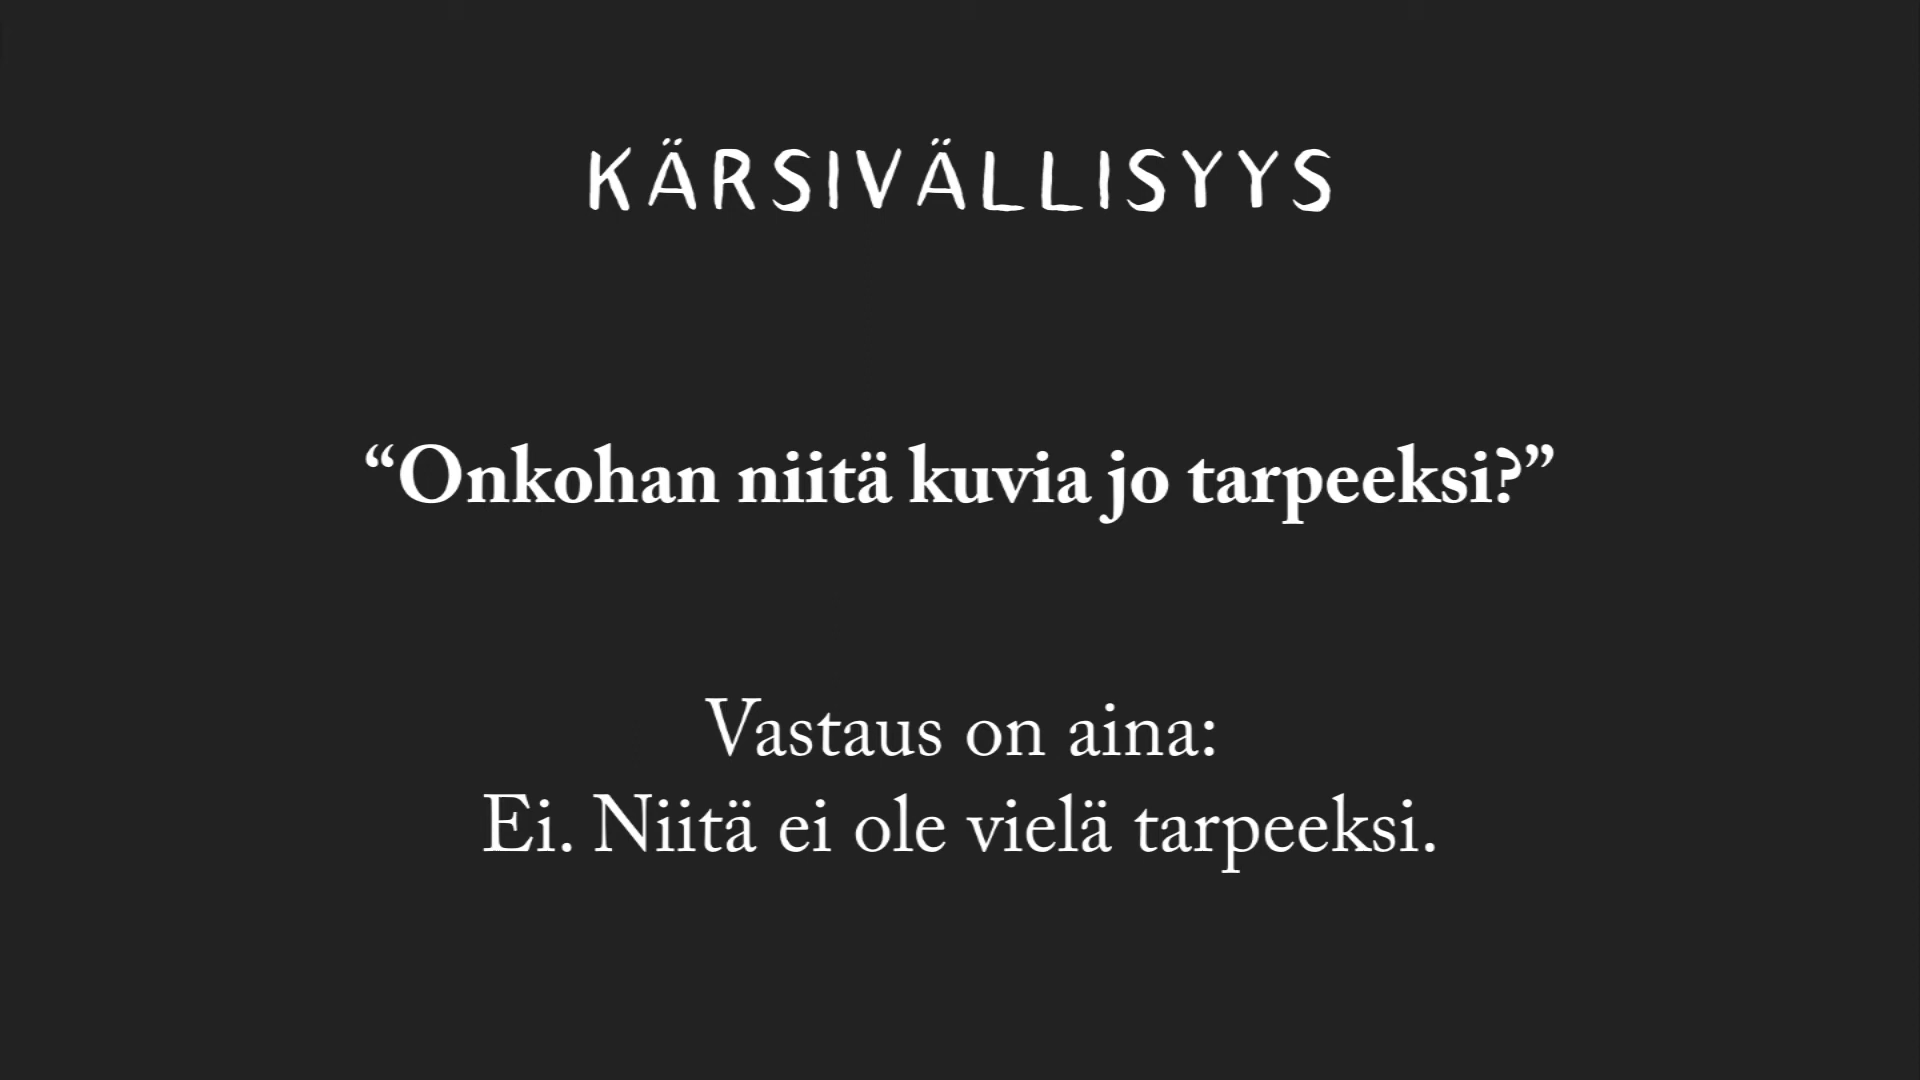 KÄRSIVÄLLISYYS
“Onkohan niitä kuvia jo tarpeeksi?”
Vastaus on aina:
Ei. Niitä ei ole vielä tarpeeksi.